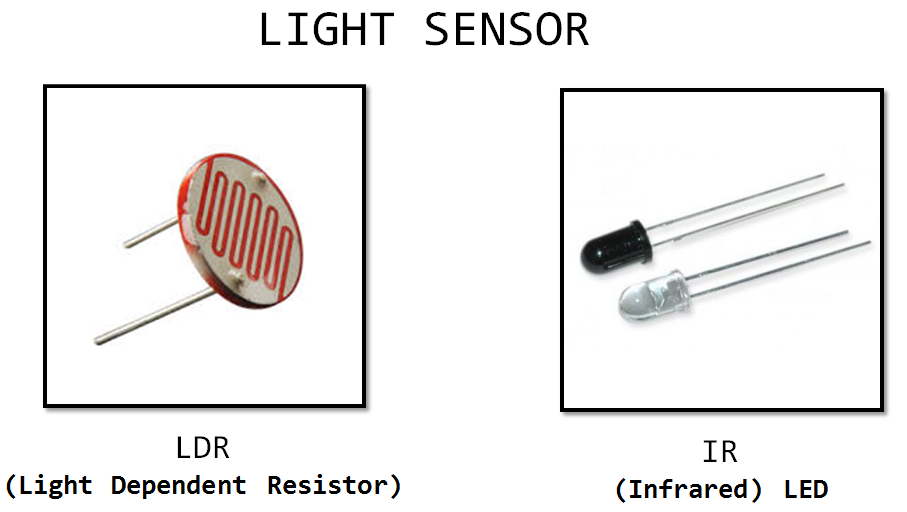 LIGHT SENSOR
LDR
(Light Dependent Resistor)
IR
(Infrared) LED